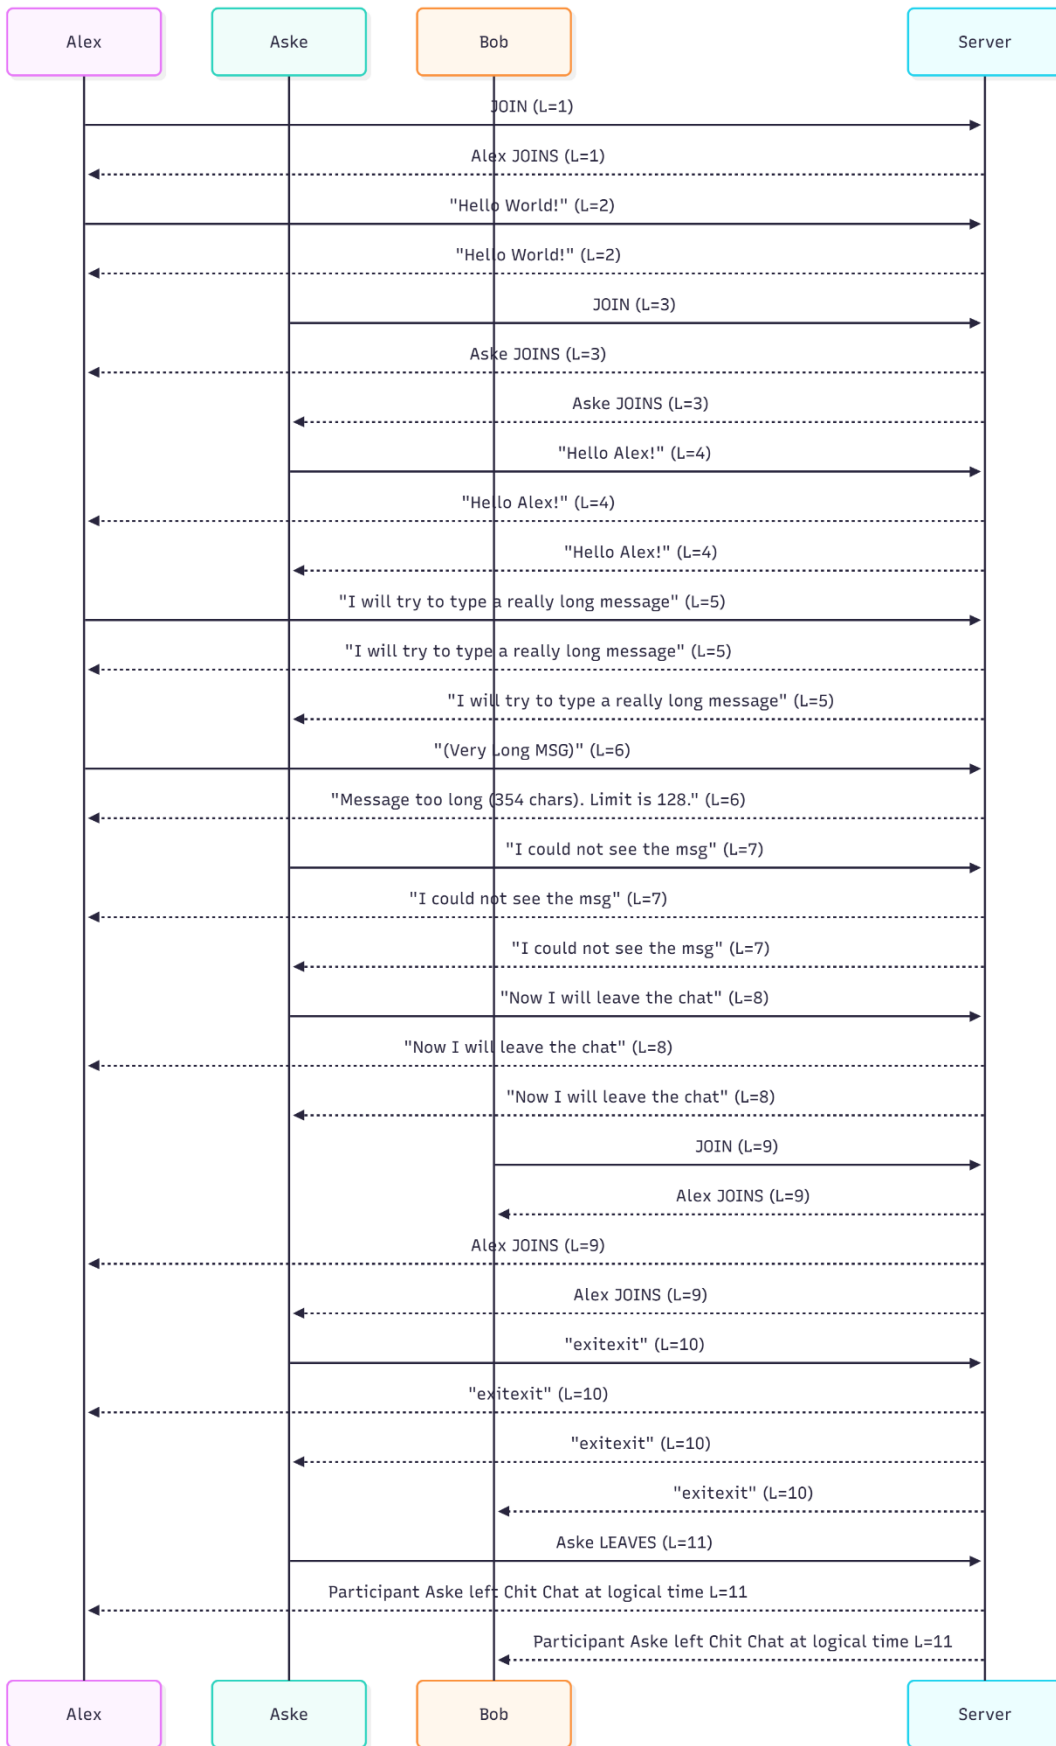 Alex
Aske
Bob
Server
JOIN (L=1)
Alex JOINS (L=1)
"Hello World!" (L=2)
"Hello World!" (L=2)
JOIN (L=3)
Aske JOINS (L=3)
Aske JOINS (L=3)
"Hello Alex!" (L=4)
"Hello Alex!" (L=4)
"Hello Alex!" (L=4)
"I will try to type a really long message" (L=5)
"I will try to type a really long message" (L=5)
"I will try to type a really long message" (L=5)
"(Very Long MSG)" (L=6)
"Message too long (354 chars). Limit is 128." (L=6)
"I could not see the msg" (L=7)
"I could not see the msg" (L=7)
"I could not see the msg" (L=7)
"Now I will leave the chat" (L=8)
"Now I will leave the chat" (L=8)
"Now I will leave the chat" (L=8)
JOIN (L=9)
Alex JOINS (L=9)
Alex JOINS (L=9)
Alex JOINS (L=9)
"exitexit" (L=10)
"exitexit" (L=10)
"exitexit" (L=10)
"exitexit" (L=10)
Aske LEAVES (L=11)
Participant Aske left Chit Chat at logical time L=11
Participant Aske left Chit Chat at logical time L=11
Alex
Aske
Bob
Server